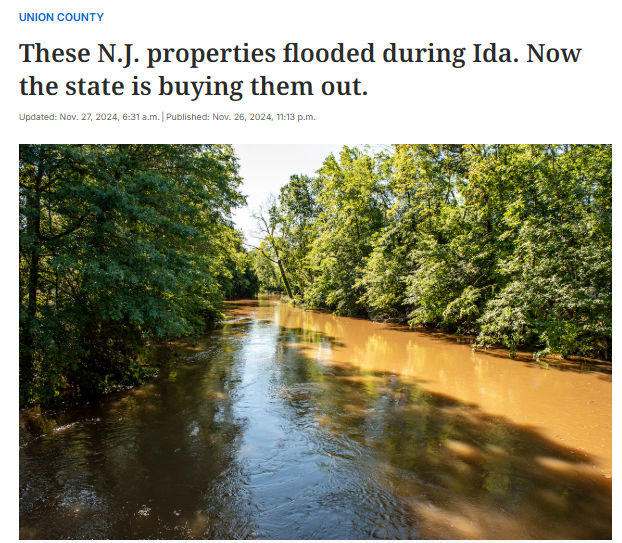 UNION COUNTY
These N.J. properties flooded during Ida. Now
the state is buying them out.
Updated: Nov. 27, 2024, 6:31 a.m. | Published: Nov. 26, 2024, 11:13 p.m.